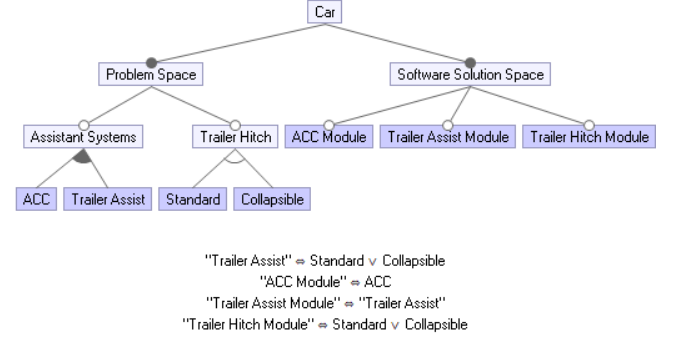 Car
Problem Space Software Solution Space
Assistant Systems Trailer Hitch ACC Module Trailer Assist Module Trailer Hitch Module
ACC Trailer Assist Standard Collapsible
"Trailer Assist" ⇔ Standard ∨ Collapsible
"ACC Module" ⇔ ACC
"Trailer Assist Module" ⇔ "Trailer Assist"
"Trailer Hitch Module" ⇔ Standard ∨ Collapsible